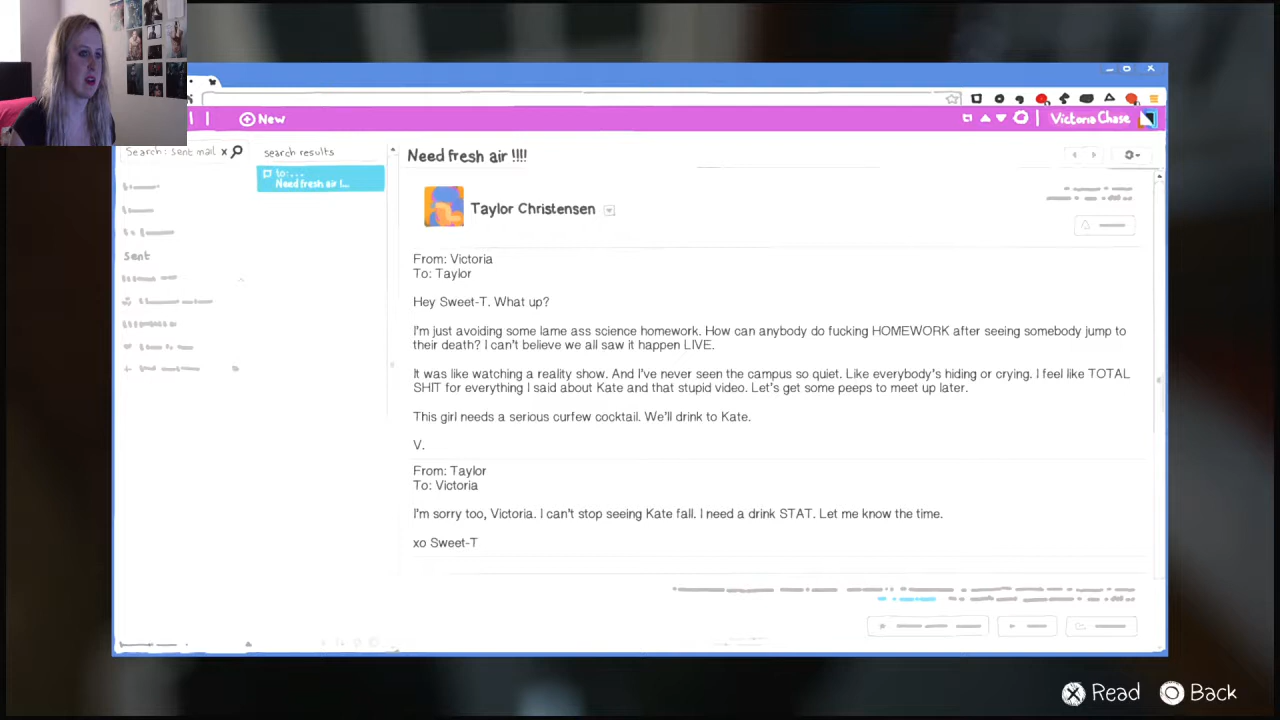 New
Victoria Chase
Search: sent mail x
search results
Need fresh air !!!!
to:...
Need fresh air !...
Taylor Christensen
Sent
From: Victoria
To: Taylor
Hey Sweet-T. What up?
I'm just avoiding some lame ass science homework. How can anybody do fucking HOMEWORK after seeing somebody jump to
their death? I can't believe we all saw it happen LIVE.
It was like watching a reality show. And I've never seen the campus so quiet. Like everybody's hiding or crying. I feel like TOTAL
SHIT for everything I said about Kate and that stupid video. Let's get some peeps to meet up later.
This girl needs a serious curfew cocktail. We'll drink to Kate.
V.
From: Taylor
To: Victoria
I'm sorry too, Victoria. I can't stop seeing Kate fall. I need a drink STAT. Let me know the time.
xo Sweet-T
Read
Back